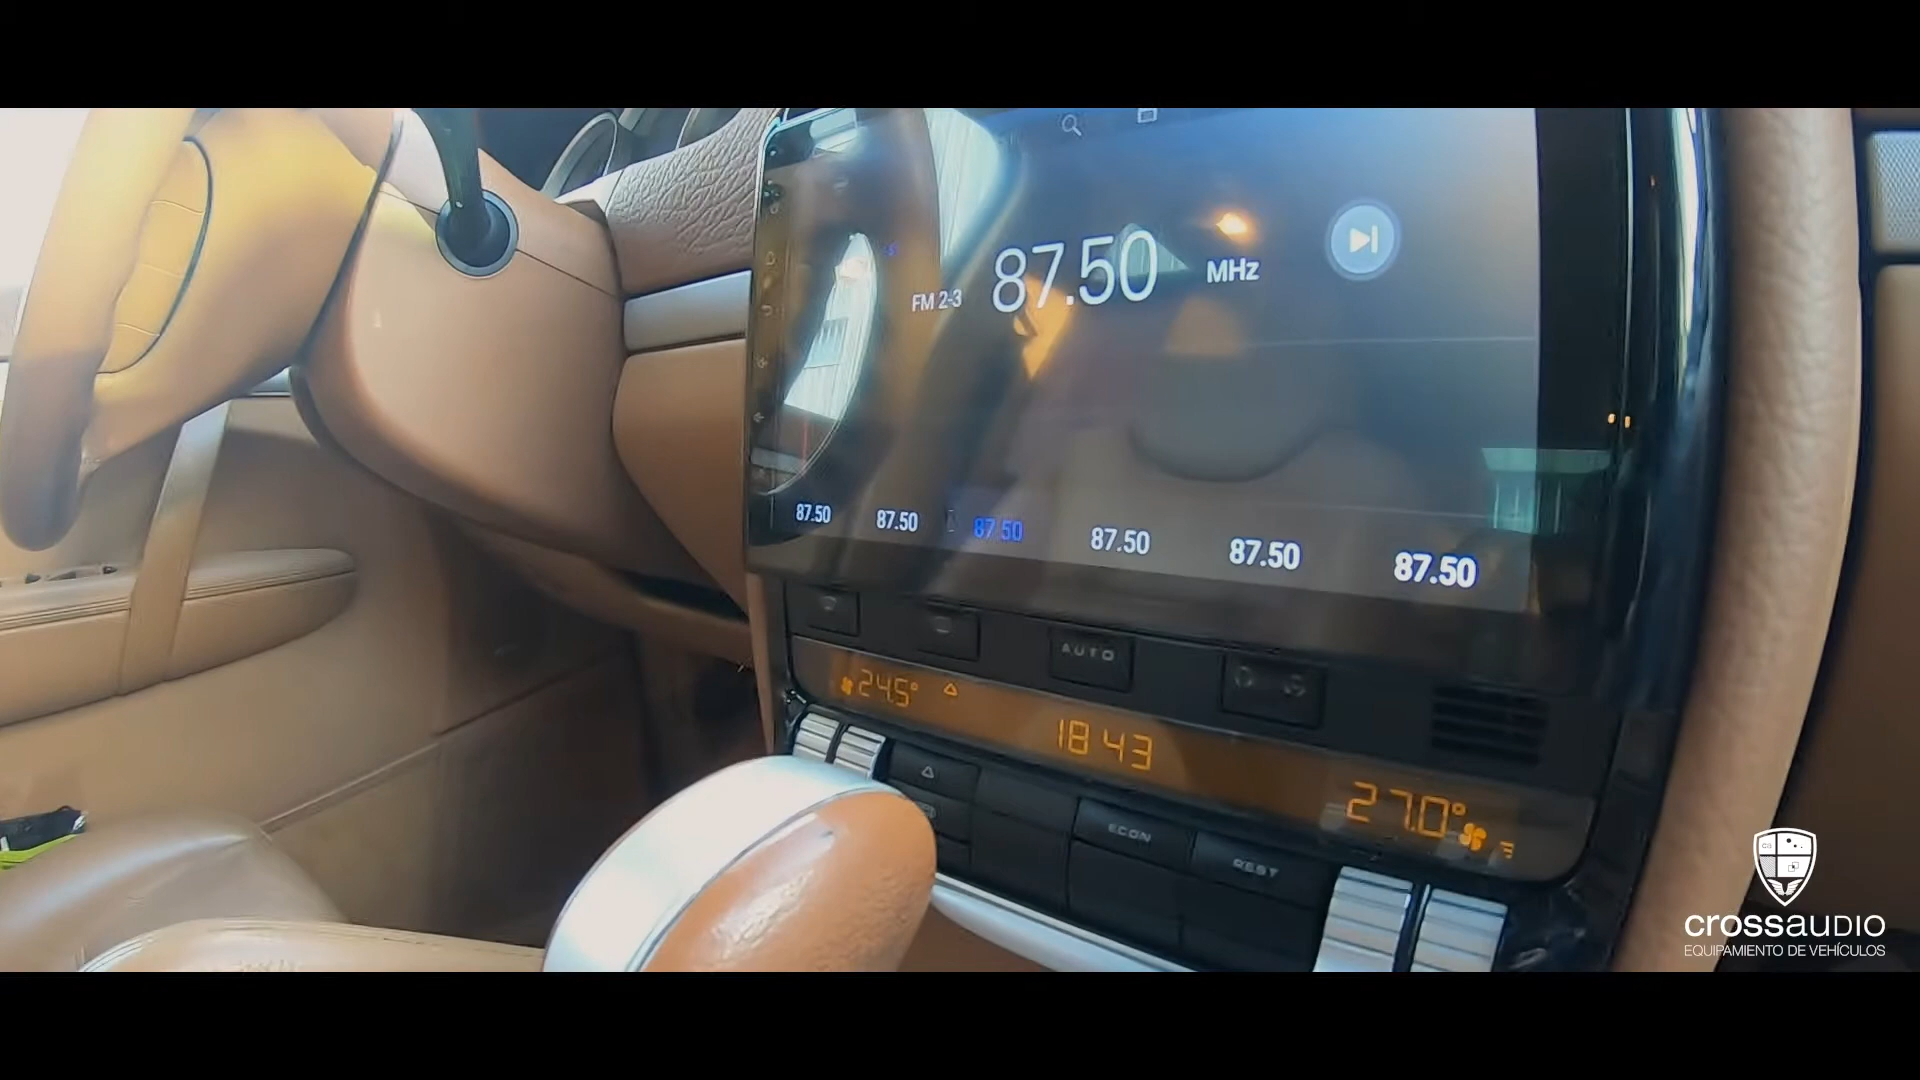 87.50
FM 2-3
MHz
87.50
87.50
87.50
87.50
87.50
87.50
AUTO
24.5°
18 43
27.0°
ECON
REST
crossAUDIO
EQUIPAMIENTO DE VEHÍCULOS